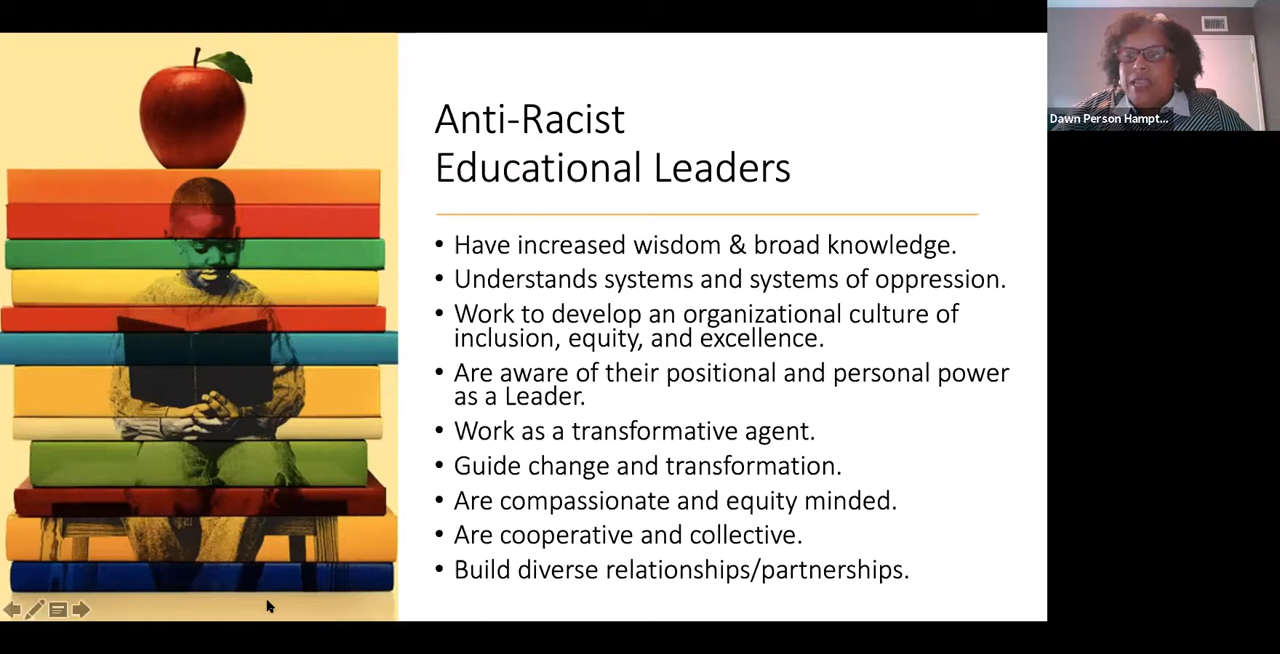 Anti-Racist
Educational Leaders
• Have increased wisdom & broad knowledge.
• Understands systems and systems of oppression.
• Work to develop an organizational culture of
inclusion, equity, and excellence.
• Are aware of their positional and personal power
as a Leader.
• Work as a transformative agent.
• Guide change and transformation.
• Are compassionate and equity minded.
• Are cooperative and collective.
• Build diverse relationships/partnerships.
Dawn Person Hampt...